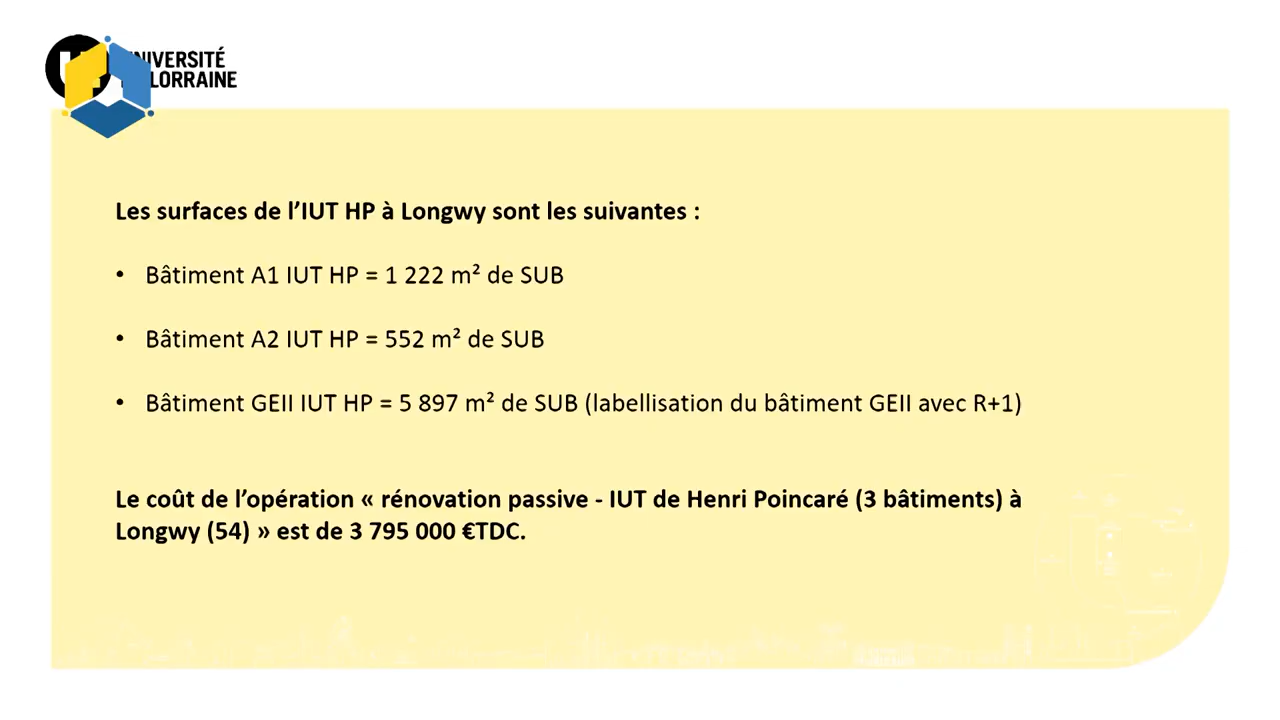 UNIVERSITÉ
LORRAINE
Les surfaces de l’IUT HP à Longwy sont les suivantes :
• Bâtiment A1 IUT HP = 1 222 m² de SUB
• Bâtiment A2 IUT HP = 552 m² de SUB
• Bâtiment GEII IUT HP = 5 897 m² de SUB (labellisation du bâtiment GEII avec R+1)
Le coût de l’opération « rénovation passive - IUT de Henri Poincaré (3 bâtiments) à
Longwy (54) » est de 3 795 000 €TDC.